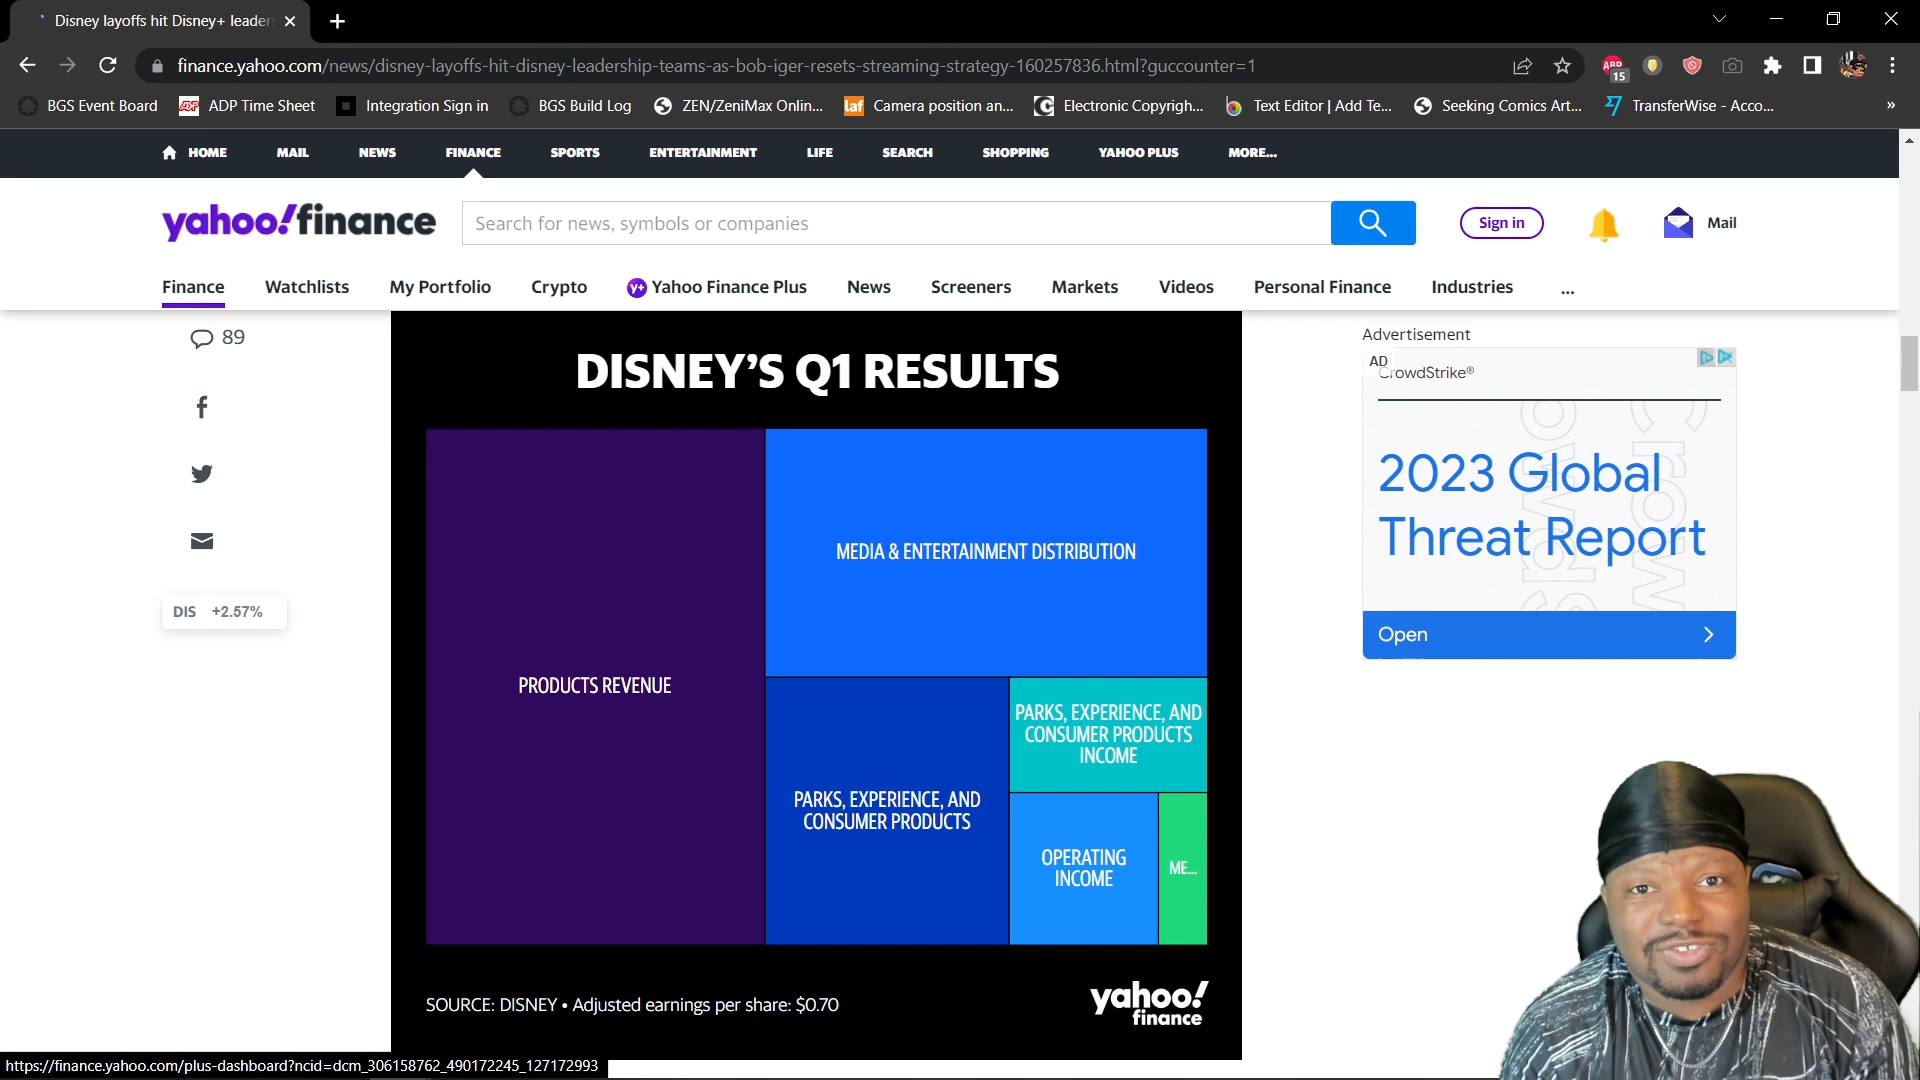 Disney layoffs hit Disney+ leader
finance.yahoo.com/news/disney-layoffs-hit-disney-leadership-teams-as-bob-iger-resets-streaming-strategy-160257836.html?guccounter=1
ABP
15
BGS Event Board
ADP Time Sheet
Integration Sign in
BGS Build Log
ZEN/ZeniMax Onlin...
laf
Camera position an...
Electronic Copyrigh...
Text Editor | Add Te...
Seeking Comics Art...
TransferWise - Acco...
»
HOME MAIL NEWS FINANCE SPORTS ENTERTAINMENT LIFE SEARCH SHOPPING YAHOO PLUS MORE...
yahoo!finance
Search for news, symbols or companies
Sign in
Mail
Finance Watchlists My Portfolio Crypto Y+ Yahoo Finance Plus News Screeners Markets Videos Personal Finance Industries ...
89
DIS +2.57%
DISNEY'S Q1 RESULTS
PRODUCTS REVENUE
MEDIA & ENTERTAINMENT DISTRIBUTION
PARKS, EXPERIENCE, AND
CONSUMER PRODUCTS
PARKS, EXPERIENCE, AND
CONSUMER PRODUCTS
INCOME
OPERATING
INCOME
ME...
SOURCE: DISNEY • Adjusted earnings per share: $0.70
yahoo!
finance
Advertisement
AD
CrowdStrike®
2023 Global
Threat Report
Open
https://finance.yahoo.com/plus-dashboard?ncid=dcm_306158762_490172245_127172993